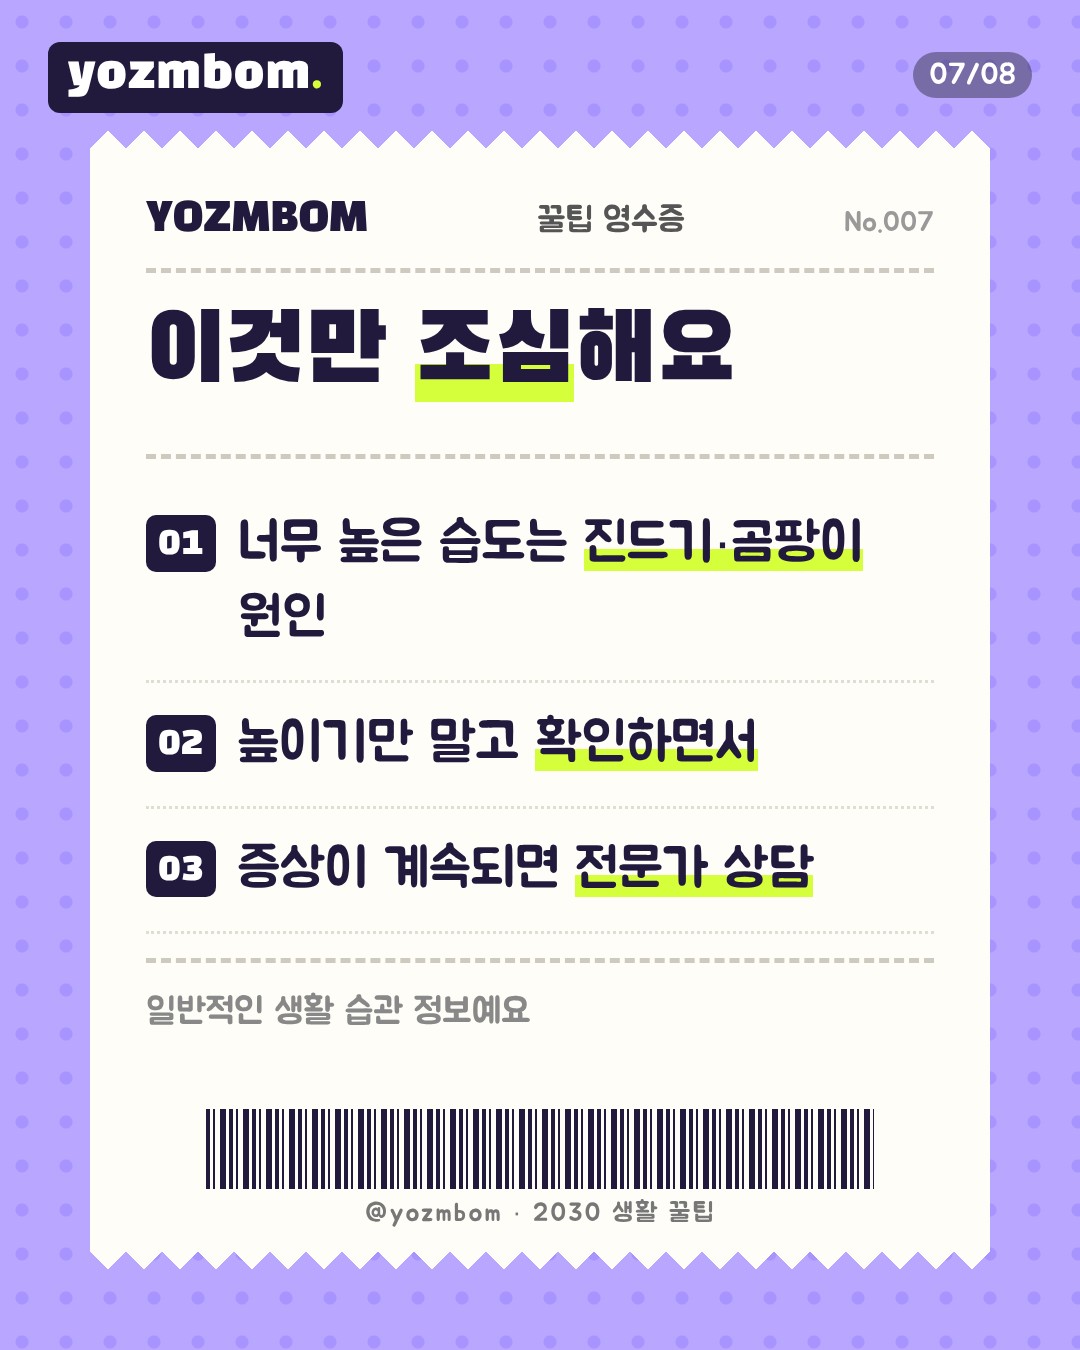 yozmbom.
07/08
YOZMBOM
꿀팁 영수증
No.007
이것만 조심해요
01 너무 높은 습도는 진드기·곰팡이
원인
02 높이기만 말고 확인하면서
03 증상이 계속되면 전문가 상담
일반적인 생활 습관 정보예요
@yozmbom · 2030 생활 꿀팁